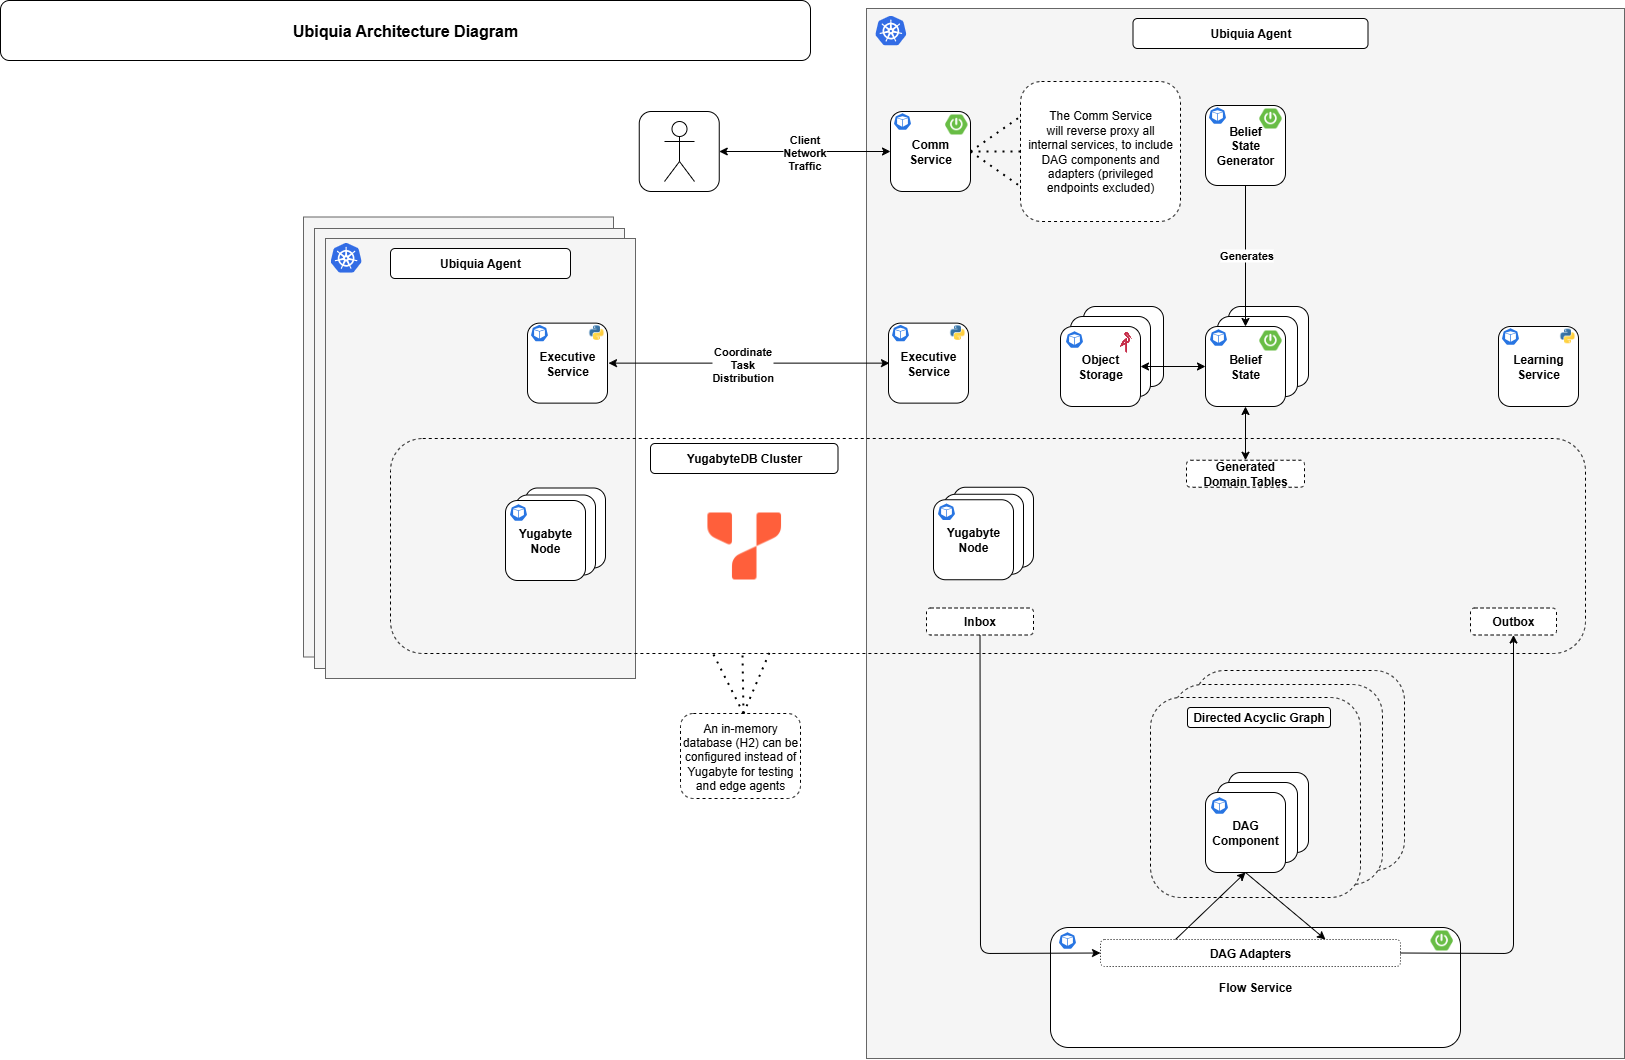 Ubiquia Architecture Diagram
Ubiquia Agent
Client
Network
Traffic
Comm
Service
The Comm Service
will reverse proxy all
internal services, to include
DAG components and
adapters (privileged
endpoints excluded)
Belief
State
Generator
Generates
Ubiquia Agent
Executive
Service
Coordinate
Task
Distribution
Executive
Service
Object
Storage
Belief
State
Learning
Service
YugabyteDB Cluster
Generated
Domain Tables
Yugabyte
Node
Yugabyte
Node
Inbox
Outbox
An in-memory
database (H2) can be
configured instead of
Yugabyte for testing
and edge agents
Directed Acyclic Graph
DAG
Component
DAG Adapters
Flow Service